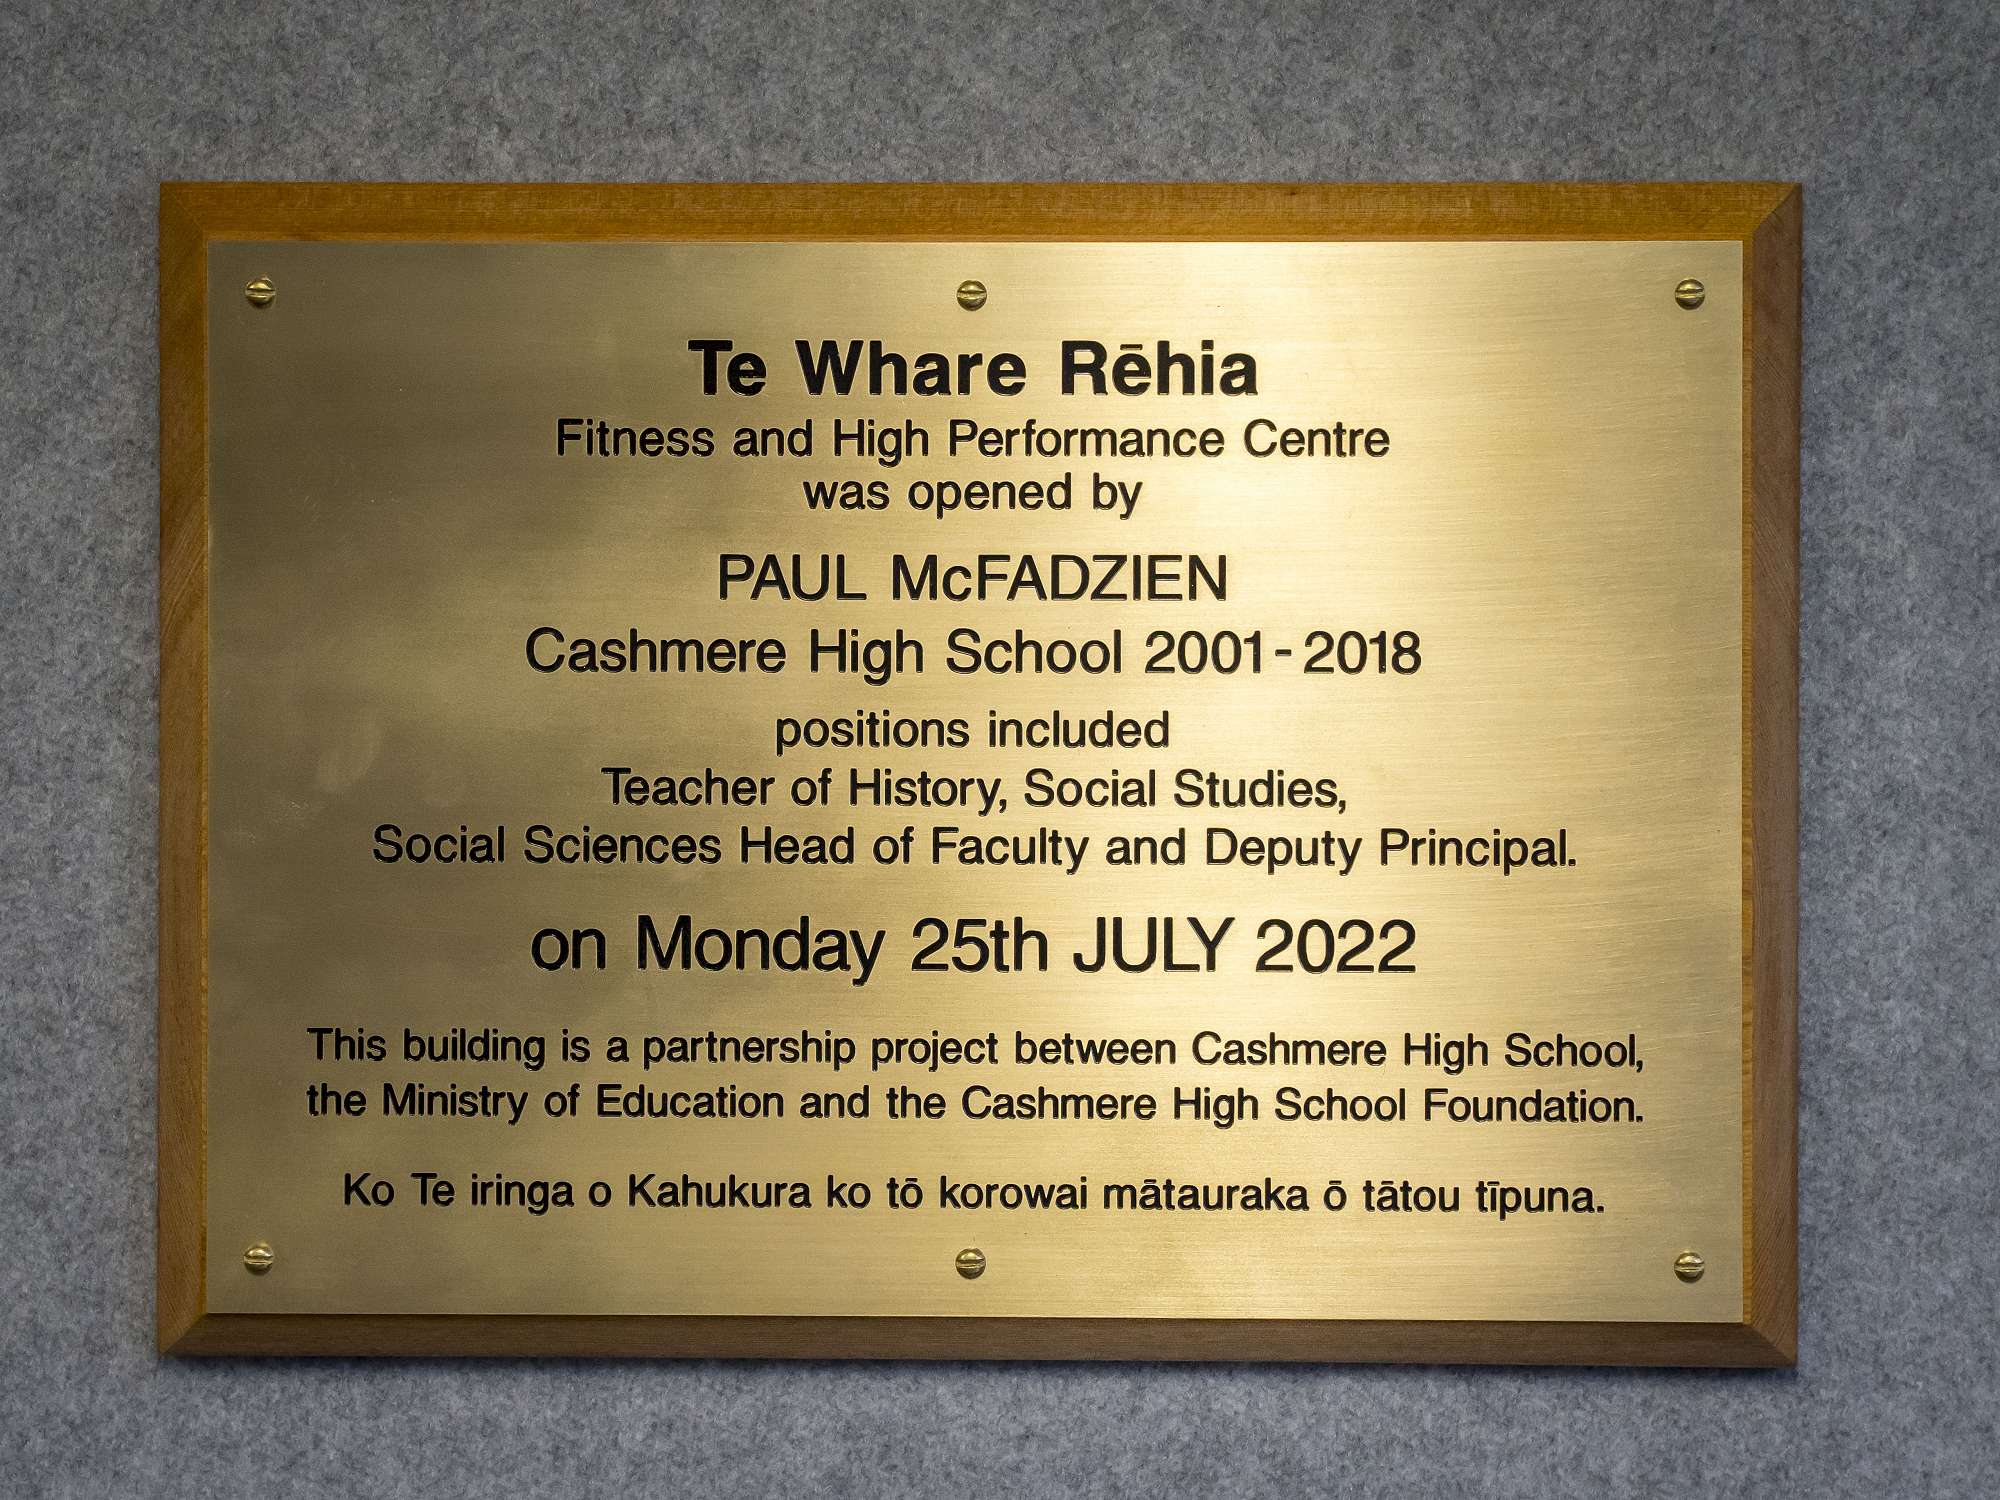 Te Whare Rēhia
Fitness and High Performance Centre
was opened by
PAUL McFADZIEN
Cashmere High School 2001-2018
positions included
Teacher of History, Social Studies,
Social Sciences Head of Faculty and Deputy Principal.
on Monday 25th JULY 2022
This building is a partnership project between Cashmere High School,
the Ministry of Education and the Cashmere High School Foundation.
Ko Te iringa o Kahukura ko tō korowai mātauraka ō tātou tīpuna.